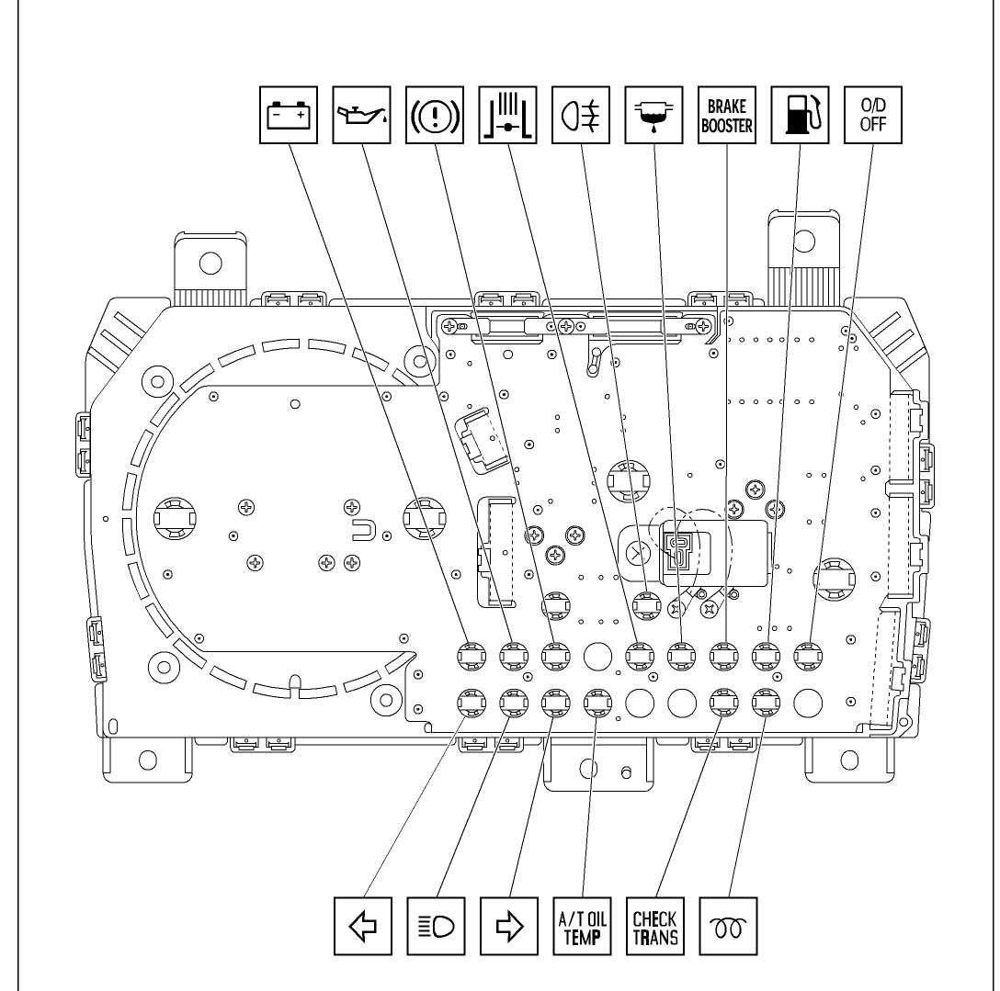 BRAKE
BOOSTER
O/D
OFF
A/T OIL
TEMP
CHECK
TRANS